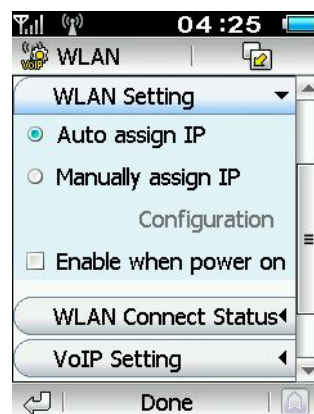 04:25
VoIP WLAN
WLAN Setting
Auto assign IP
Manually assign IP
Configuration
Enable when power on
WLAN Connect Status
VoIP Setting
Done